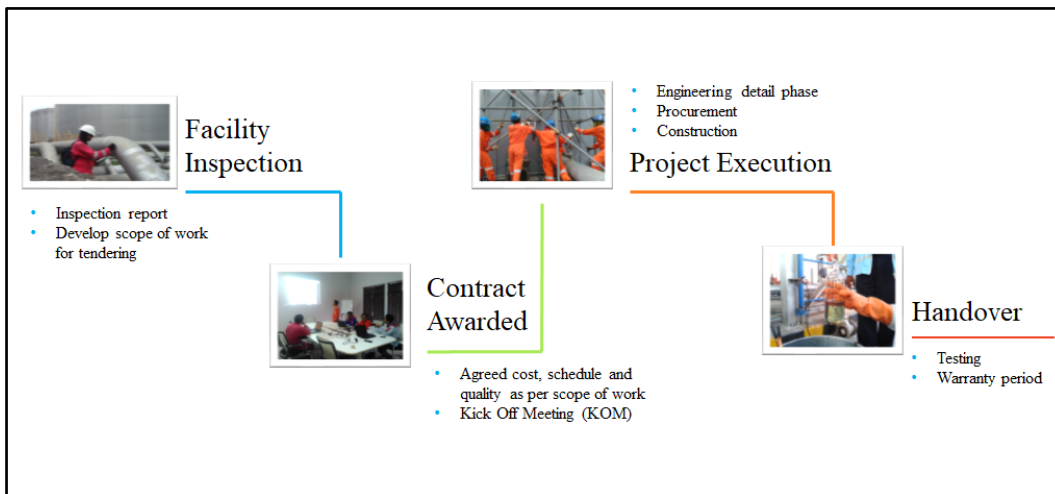 Facility
Inspection
• Inspection report
• Develop scope of work
for tendering
Contract
Awarded
• Agreed cost, schedule and
quality as per scope of work
• Kick Off Meeting (KOM)
• Engineering detail phase
• Procurement
• Construction
Project Execution
Handover
• Testing
• Warranty period